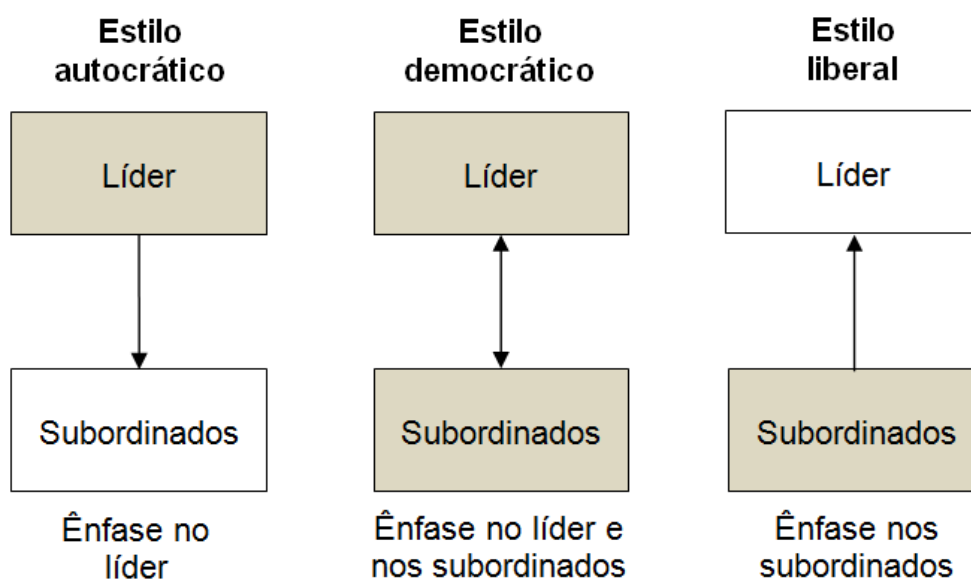 Estilo
autocrático
Líder
Subordinados
Ênfase no
líder
Estilo
democrático
Líder
Subordinados
Ênfase no líder e
nos subordinados
Estilo
liberal
Líder
Subordinados
Ênfase nos
subordinados